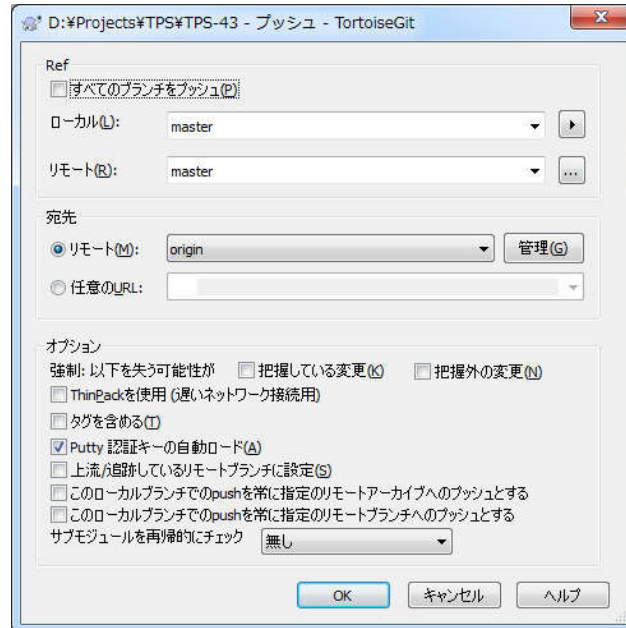 D:¥Projects¥TPS¥TPS-43 - プッシュ - TortoiseGit
Ref
すべてのブランチをプッシュ(P)
ローカル(L): master
リモート(R): master ...
宛先
リモート(M): origin 管理(G)
任意のURL:
オプション
強制: 以下を失う可能性が 把握している変更(K) 把握外の変更(N)
ThinPackを使用 (遅いネットワーク接続用)
タグを含める(T)
Putty 認証キーの自動ロード(A)
上流/追跡しているリモートブランチに設定(S)
このローカルブランチでのpushを常に指定のリモートアーカイブへのプッシュとする
このローカルブランチでのpushを常に指定のリモートブランチへのプッシュとする
サブモジュールを再帰的にチェック 無し
OK キャンセル ヘルプ